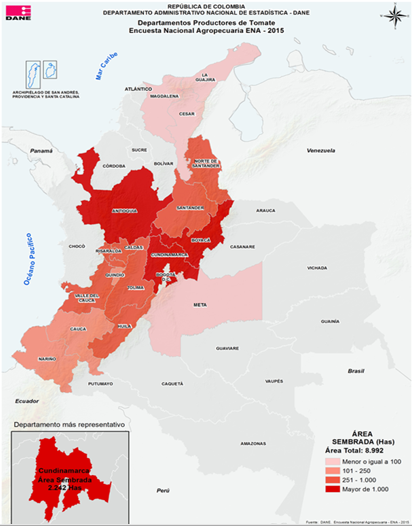 REPÚBLICA DE COLOMBIA
DEPARTAMENTO ADMINISTRATIVO NACIONAL DE ESTADÍSTICA - DANE
Departamentos Productores de Tomate
Encuesta Nacional Agropecuaria ENA - 2015
DANE
Mar Caribe
LA GUAJIRA
ATLÁNTICO
MAGDALENA
CESAR
ARCHIPIÉLAGO DE SAN ANDRÉS,
PROVIDENCIA Y SANTA CATALINA
SUCRE
Panamá
Venezuela
CÓRDOBA
BOLÍVAR
NORTE DE
SANTANDER
ANTIOQUIA
SANTANDER
ARAUCA
Océano Pacífico
CHOCÓ
CALDAS
BOYACÁ
CASANARE
RISARALDA
CUNDINAMARCA
QUINDÍO
BOGOTÁ
VICHADA
TOLIMA
VALLE DEL
CAUCA
META
GUAINÍA
CAUCA
HUILA
GUAVIARE
NARIÑO
Brasil
PUTUMAYO
CAQUETÁ
VAUPÉS
Ecuador
AMAZONAS
Perú
Departamento más representativo
Cundinamarca
Área Sembrada
2.242 Has.
ÁREA
SEMBRADA (Has)
Área Total: 8.992
Menor o igual a 100
101 - 250
251 - 1.000
Mayor de 1.000
Fuente: DANE - Encuesta Nacional Agropecuaria - ENA - 2015